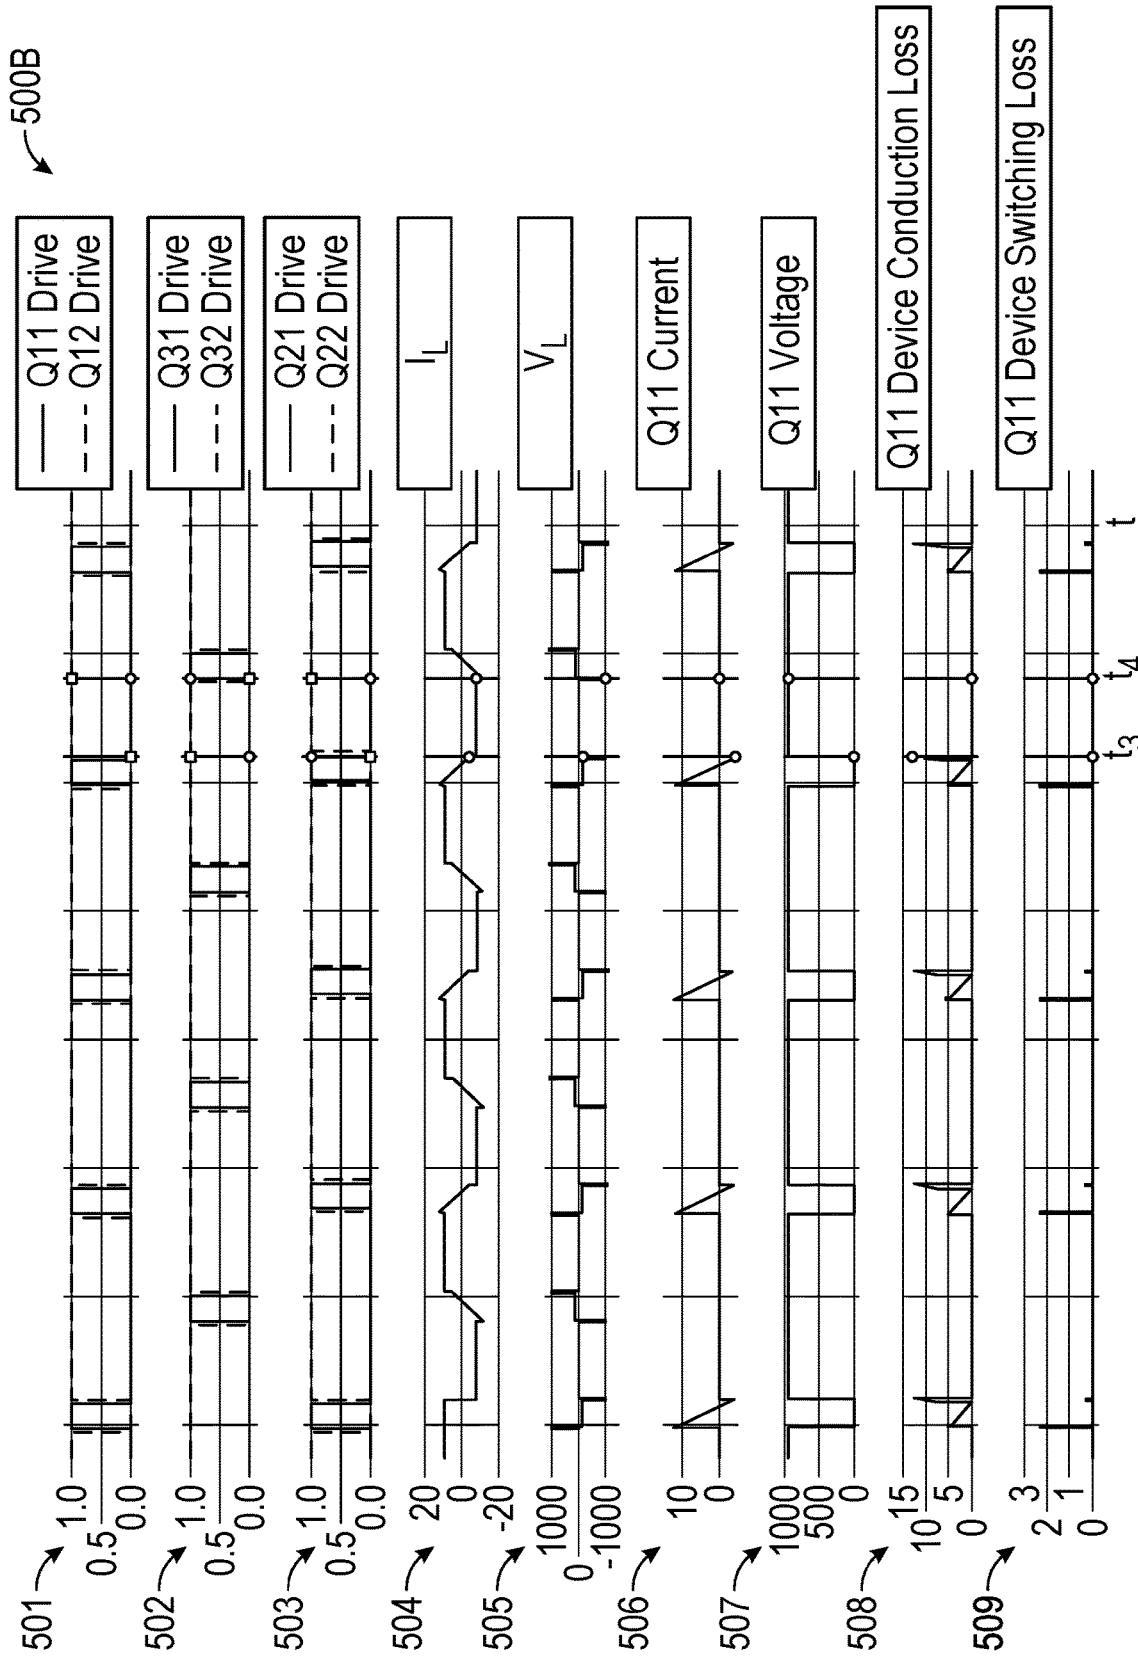 500B
501
1.0
0.5
0.0
Q11 Drive
Q12 Drive
502
1.0
0.5
0.0
Q31 Drive
Q32 Drive
503
1.0
0.5
0.0
Q21 Drive
Q22 Drive
504
20
0
-20
I_L
505
1000
0
-1000
V_L
506
10
0
Q11 Current
507
1000
500
0
Q11 Voltage
508
15
10
5
0
Q11 Device Conduction Loss
509
3
2
1
0
Q11 Device Switching Loss
t3 t4 t